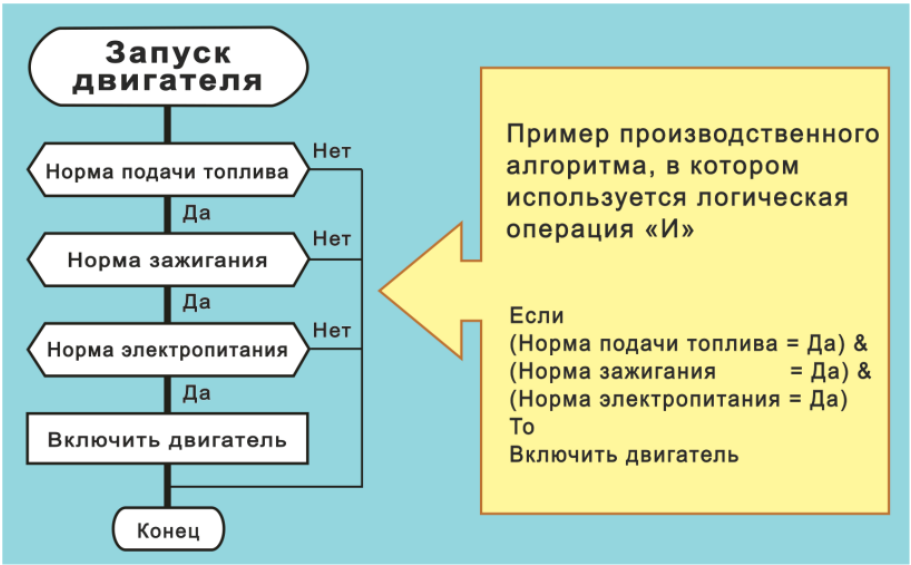 Запуск
двигателя
Норма подачи топлива
Нет
Да
Норма зажигания
Нет
Да
Норма электропитания
Нет
Да
Включить двигатель
Конец
Пример производственного
алгоритма, в котором
используется логическая
операция «И»
Если
(Норма подачи топлива = Да) &
(Норма зажигания = Да) &
(Норма электропитания = Да)
То
Включить двигатель